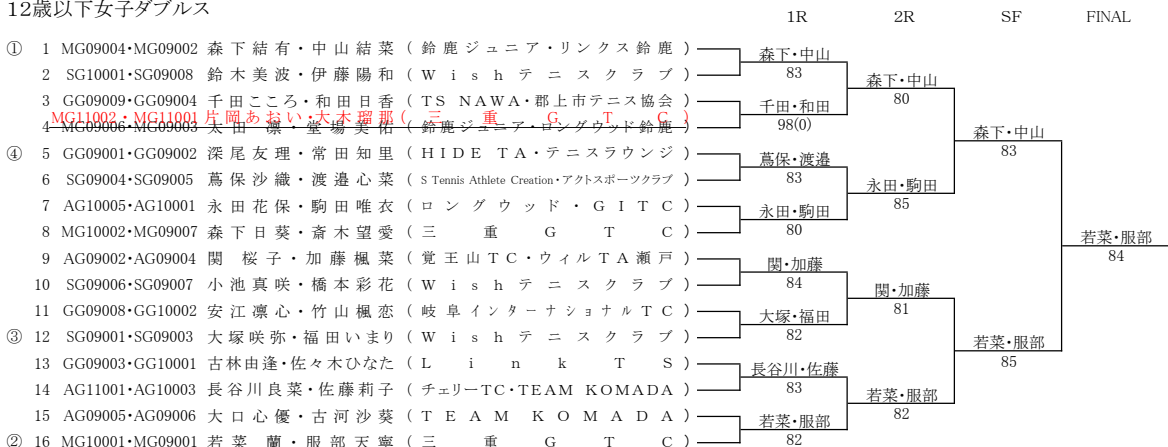 12歳以下女子ダブルス
1R 2R SF FINAL
① 1 MG09004・MG09002 森下結有・中山結菜 (鈴鹿ジュニア・リンクス鈴鹿)
2 SG10001・SG09008 鈴木美波・伊藤陽和 (Wishテニスクラブ)
3 GG09009・GG09004 千田こころ・和田日香 (TS NAWA・郡上市テニス協会)
MG11002・MG11001 片岡あおい・大木瑠那 (三重GTC)
4 MG09006・MG09003 太田 凛・堂場美佑 (鈴鹿ジュニア・ロングウッド鈴鹿)
④ 5 GG09001・GG09002 深尾友理・常田知里 (HIDE TA・テニスラウンジ)
6 SG09004・SG09005 蔦保沙織・渡邉心菜 (S Tennis Athlete Creation・アクトスポーツクラブ)
7 AG10005・AG10001 永田花保・駒田唯衣 (ロングウッド・GITC)
8 MG10002・MG09007 森下日葵・斎木望愛 (三重GTC)
9 AG09002・AG09004 関 桜子・加藤楓菜 (覚王山TC・ウィルTA瀬戸)
10 SG09006・SG09007 小池真咲・橋本彩花 (Wishテニスクラブ)
11 GG09008・GG10002 安江凛心・竹山楓恋 (岐阜インターナショナルTC)
③ 12 SG09001・SG09003 大塚咲弥・福田いまり (Wishテニスクラブ)
13 GG09003・GG10001 古林由逢・佐々木ひなた (LinkTS)
14 AG11001・AG10003 長谷川良菜・佐藤莉子 (チェリーTC・TEAM KOMADA)
15 AG09005・AG09006 大口心優・古河沙葵 (TEAM KOMADA)
② 16 MG10001・MG09001 若菜 蘭・服部天寧 (三重GTC)
森下・中山
83
千田・和田
98(0)
蔦保・渡邉
83
永田・駒田
80
関・加藤
84
大塚・福田
82
長谷川・佐藤
83
若菜・服部
82
森下・中山
80
永田・駒田
85
関・加藤
81
若菜・服部
82
森下・中山
83
若菜・服部
85
若菜・服部
84